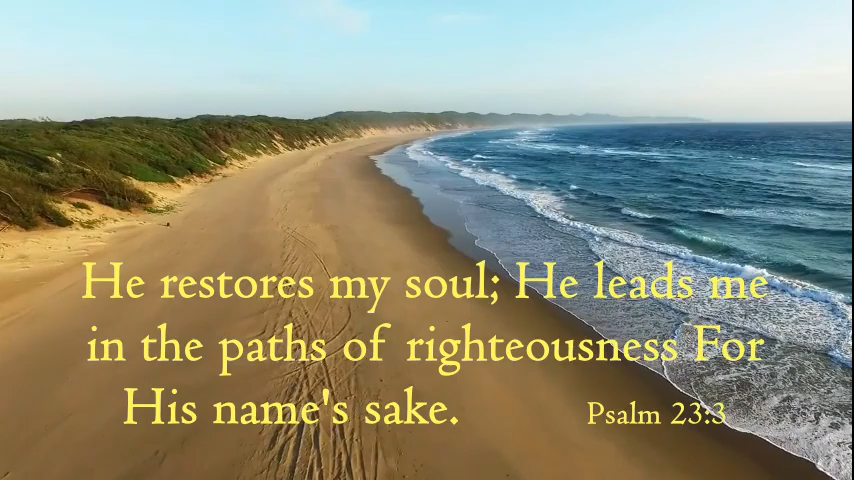 He restores my soul; He leads me
in the paths of righteousness For
His name's sake. Psalm 23:3